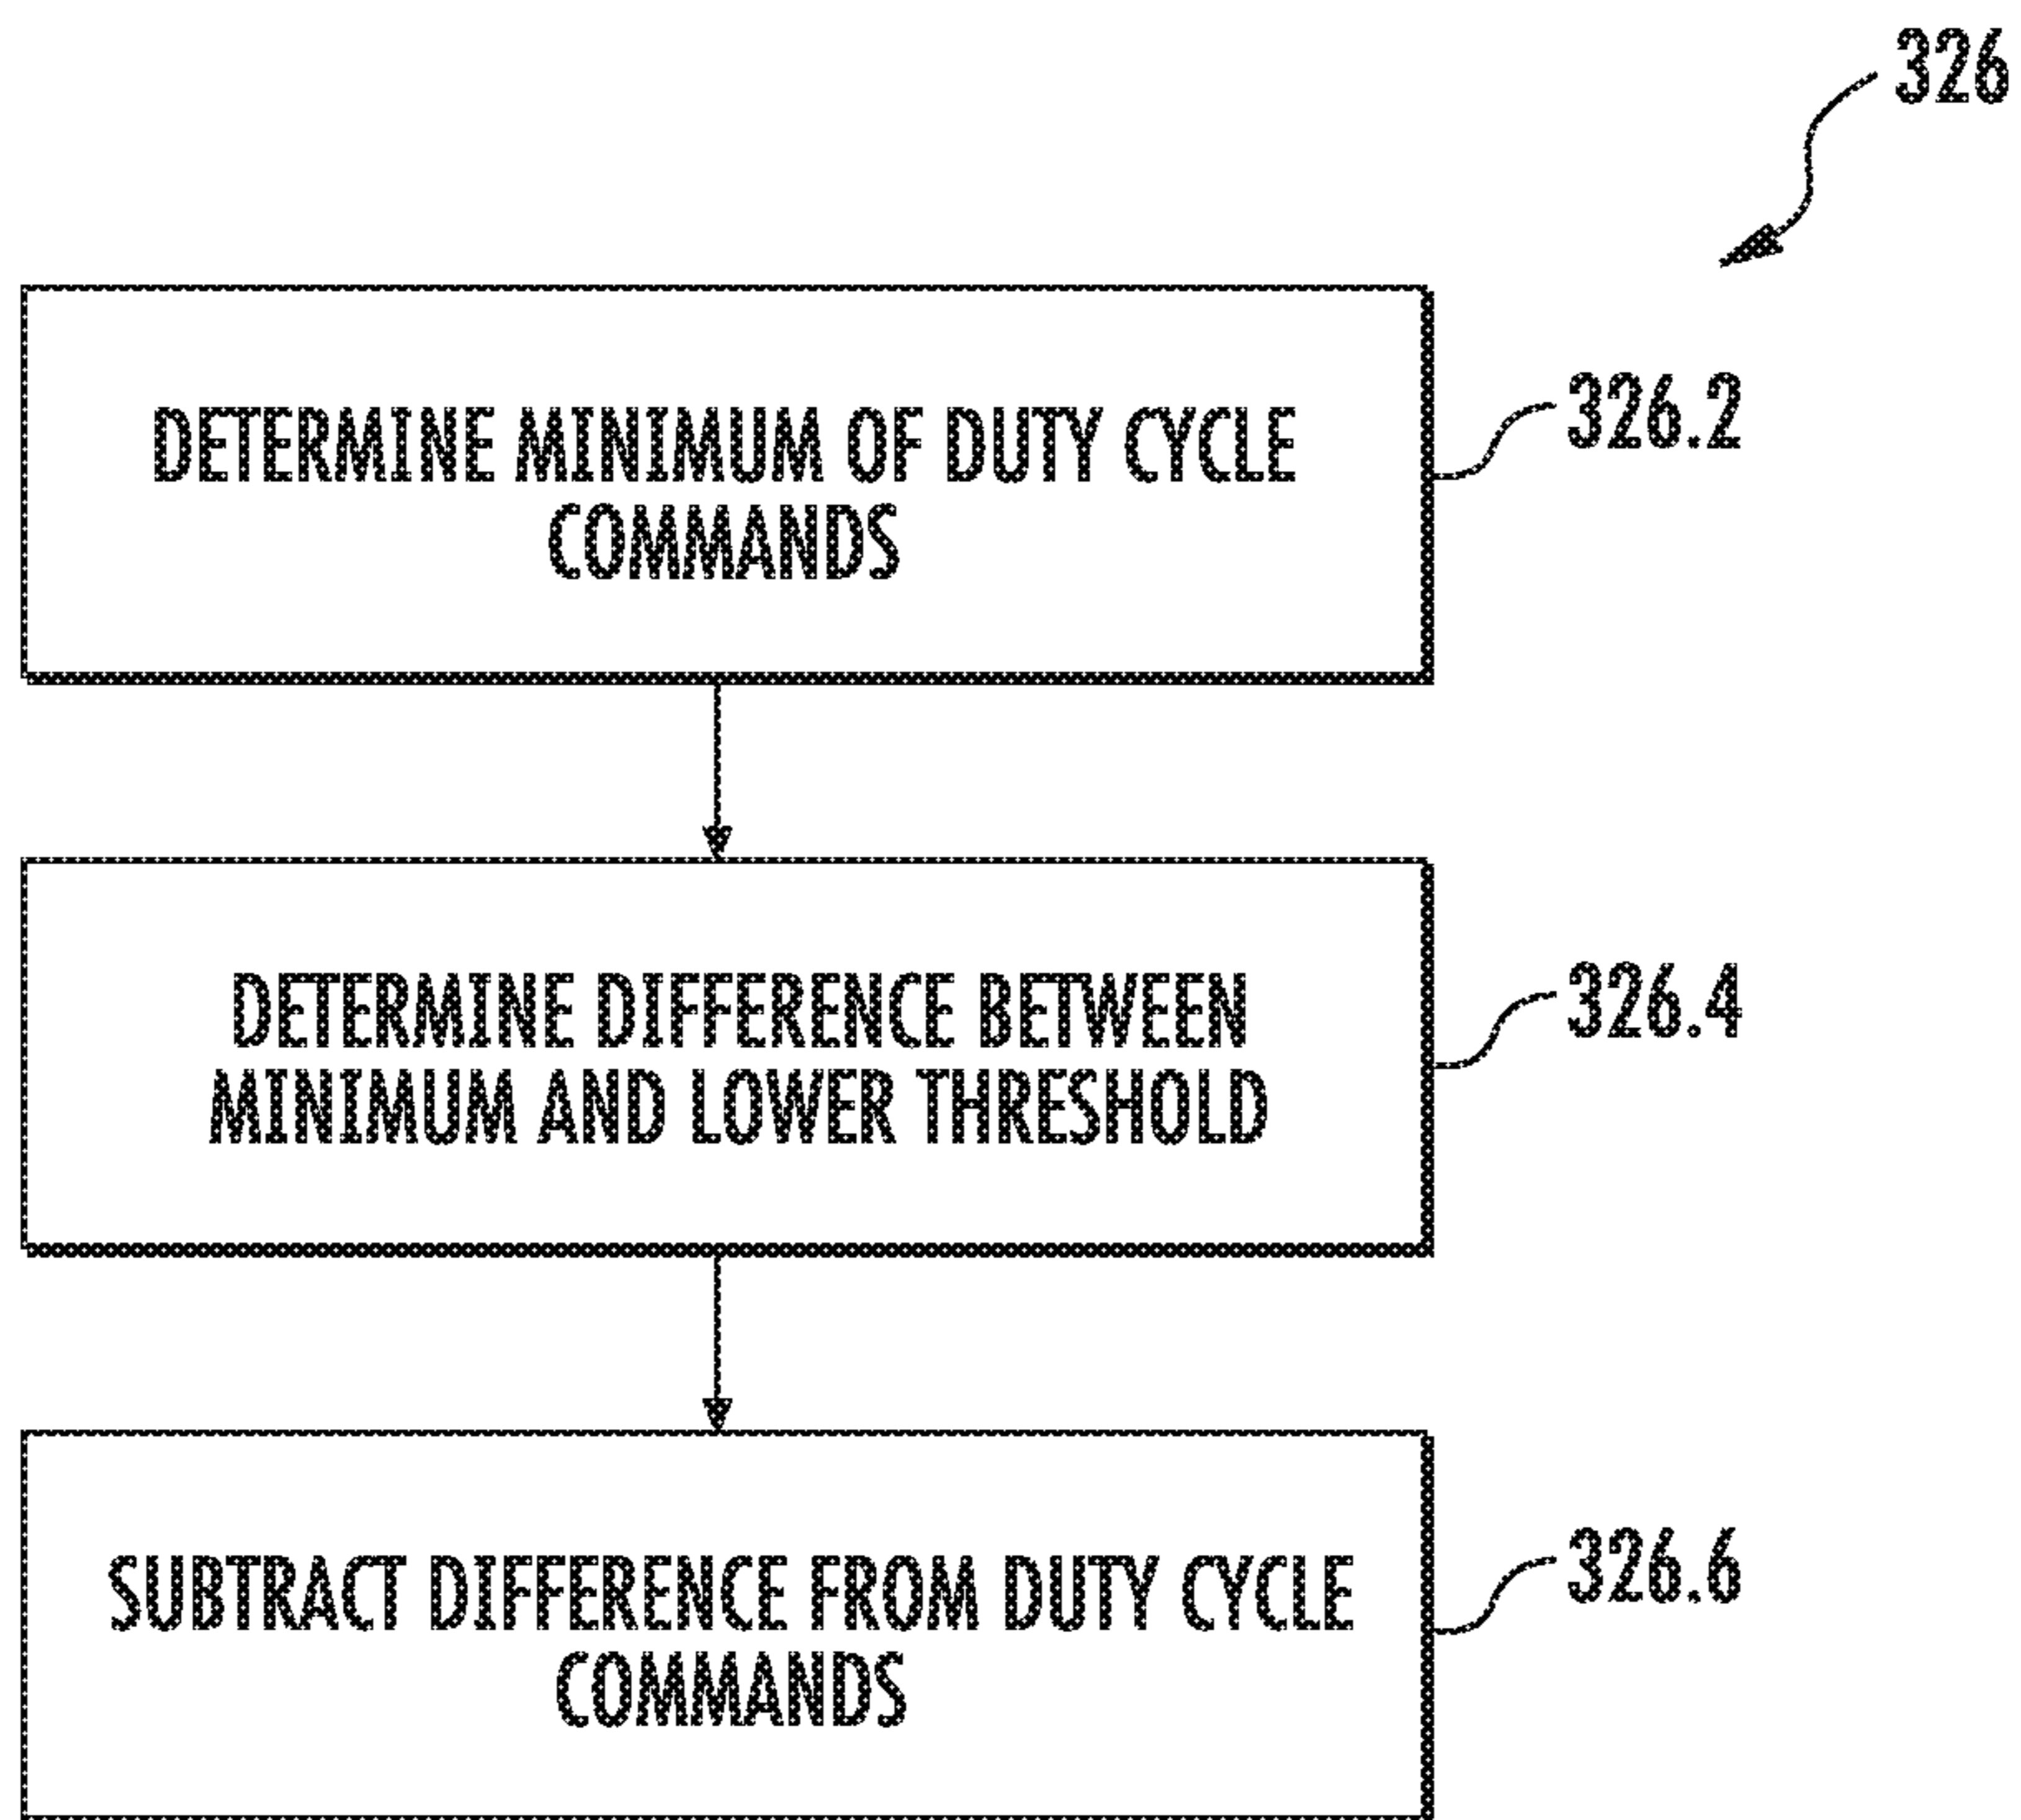 326
DETERMINE MINIMUM OF DUTY CYCLE
COMMANDS
326.2
DETERMINE DIFFERENCE BETWEEN
MINIMUM AND LOWER THRESHOLD
326.4
SUBTRACT DIFFERENCE FROM DUTY CYCLE
COMMANDS
326.6